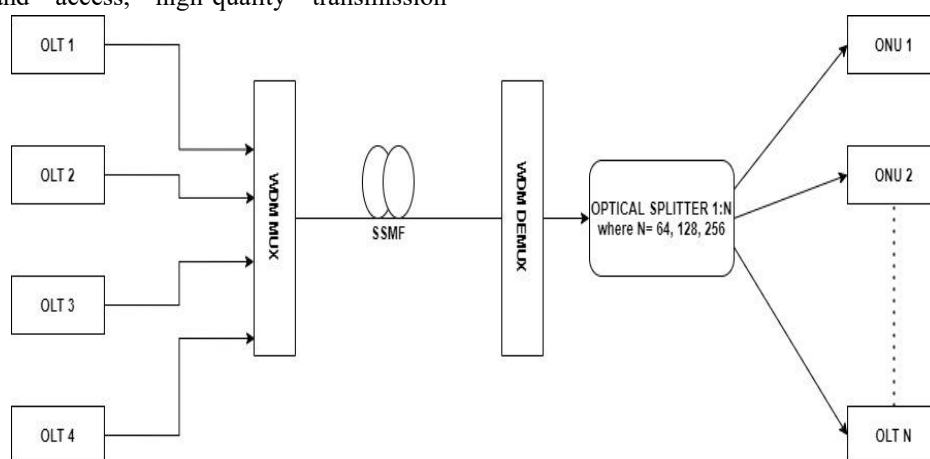 and access, high-quality transmission
OLT 1
OLT 2
OLT 3
OLT 4
WDM MUX
SSMF
WDM DEMUX
OPTICAL SPLITTER 1:N
where N= 64, 128, 256
ONU 1
ONU 2
OLT N